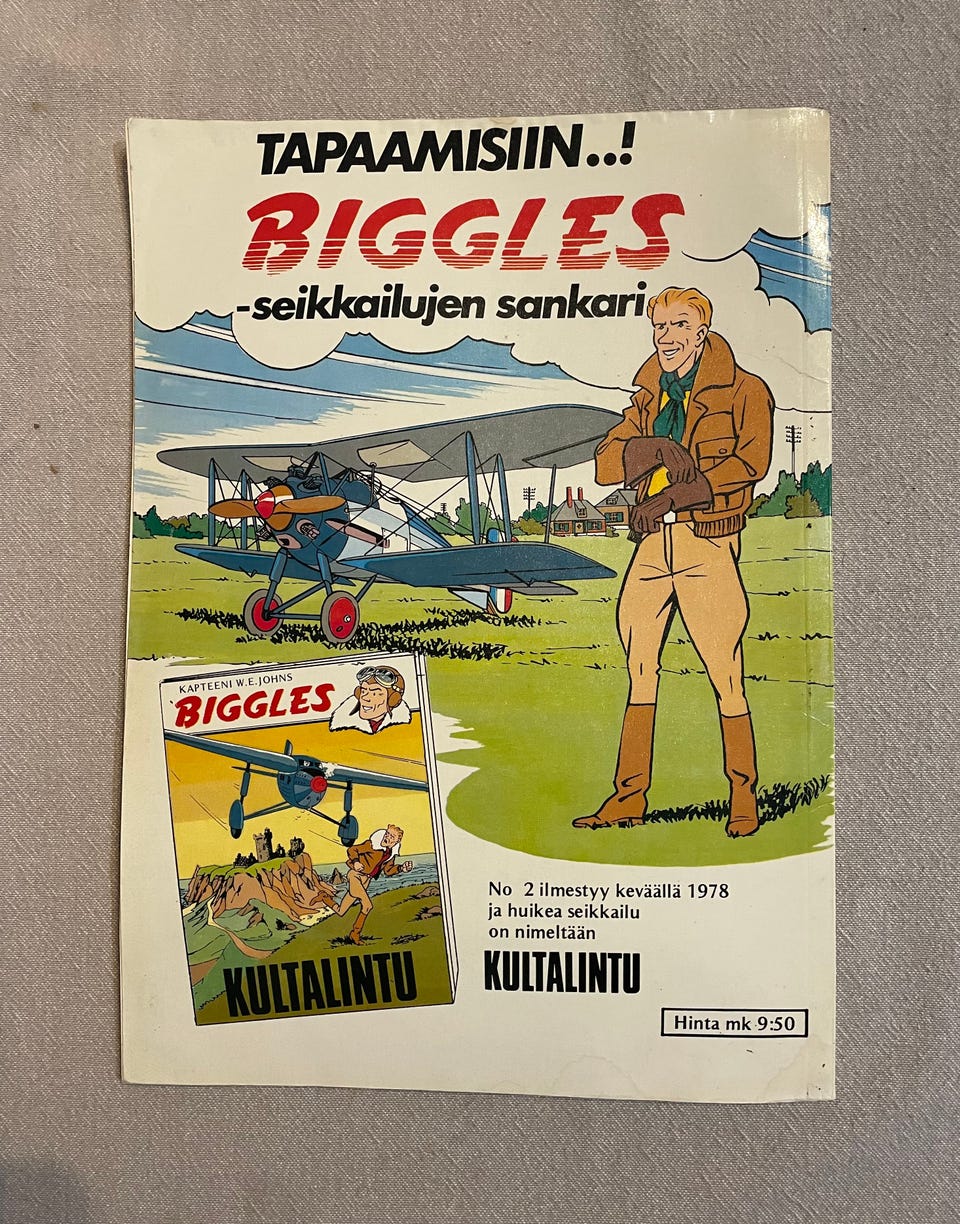 TAPAAMISIIN...!
BIGGLES
-seikkailujen sankari
KAPTEENI W.E.JOHNS
BIGGLES
KULTALINTU
No 2 ilmestyy keväällä 1978
ja huikea seikkailu
on nimeltään
KULTALINTU
Hinta mk 9:50